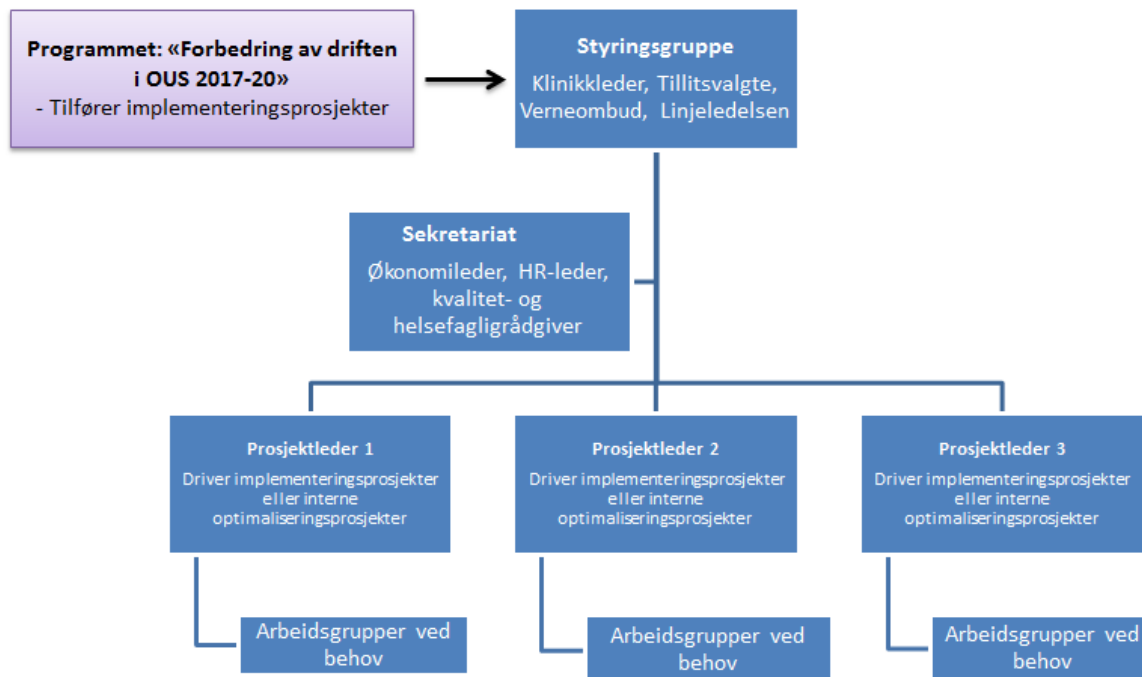 Programmet: «Forbedring av driften
i OUS 2017-20»
- Tilfører implementeringsprosjekter
Styringsgruppe
Klinikkleder, Tillitsvalgte,
Verneombud, Linjeledelsen
Sekretariat
Økonomileder, HR-leder,
kvalitet- og
helsefagligrådgiver
Prosjektleder 1
Driver implementeringsprosjekter
eller interne
optimaliseringsprosjekter
Prosjektleder 2
Driver implementeringsprosjekter
eller interne
optimaliseringsprosjekter
Prosjektleder 3
Driver implementeringsprosjekter
eller interne
optimaliseringsprosjekter
Arbeidsgrupper ved
behov
Arbeidsgrupper ved
behov
Arbeidsgrupper ved
behov